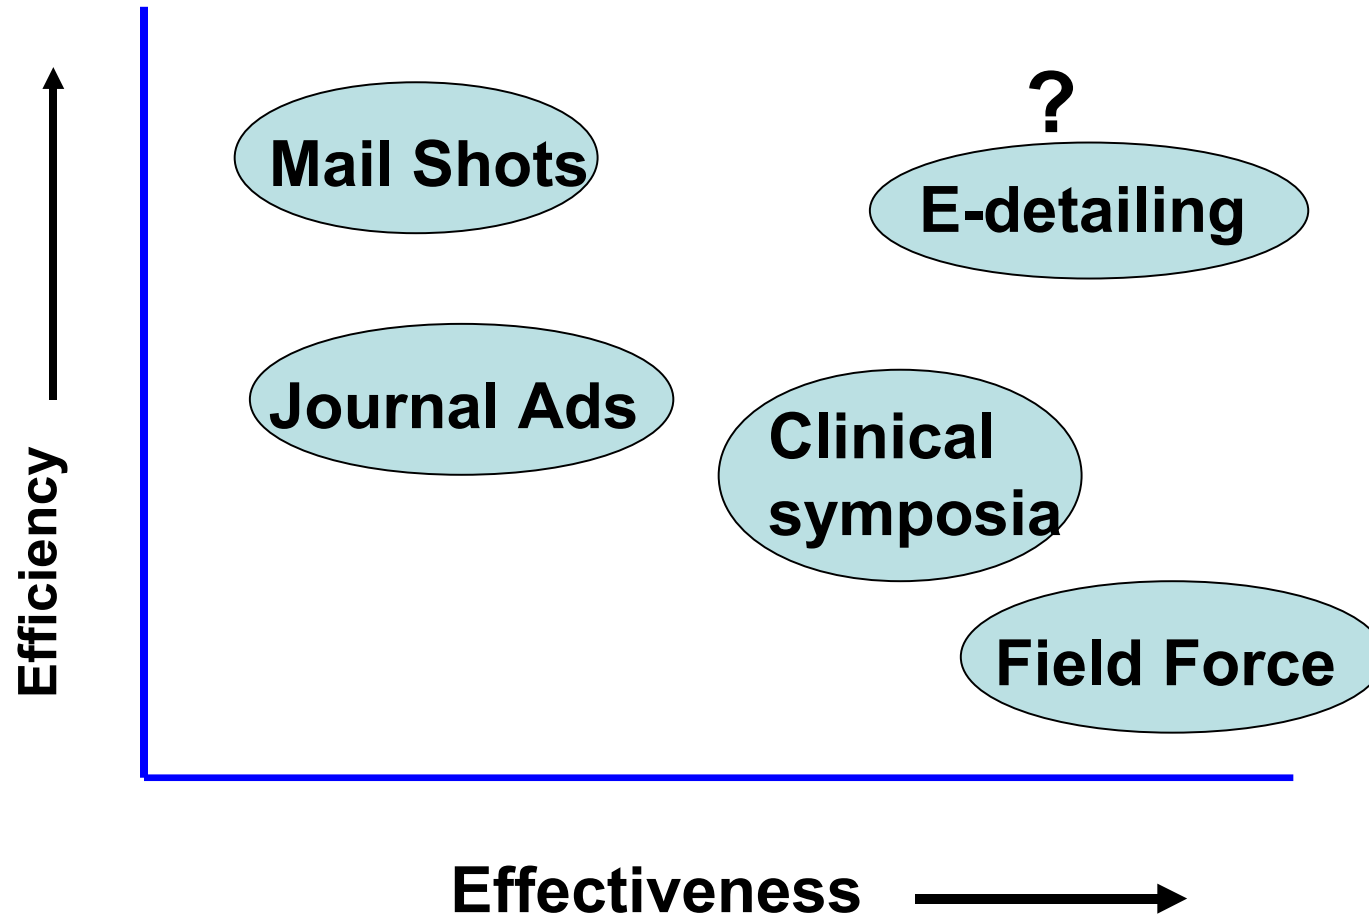 ?
Mail Shots
E-detailing
Journal Ads
Clinical
symposia
Field Force
Efficiency
Effectiveness